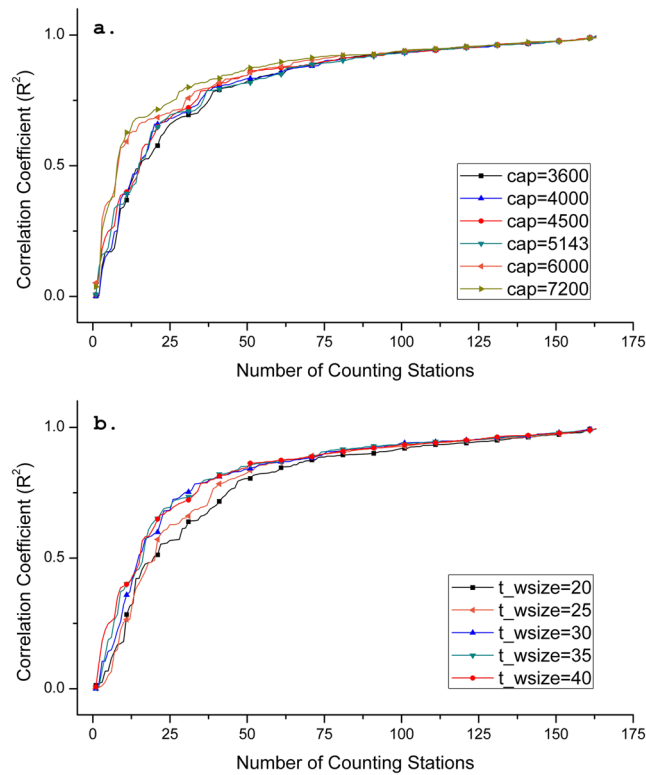 a.
1.0
0.5
0.0
Correlation Coefficient (R²)
cap=3600
cap=4000
cap=4500
cap=5143
cap=6000
cap=7200
0 25 50 75 100 125 150 175
Number of Counting Stations
b.
1.0
0.5
0.0
Correlation Coefficient (R²)
t_wsize=20
t_wsize=25
t_wsize=30
t_wsize=35
t_wsize=40
0 25 50 75 100 125 150 175
Number of Counting Stations